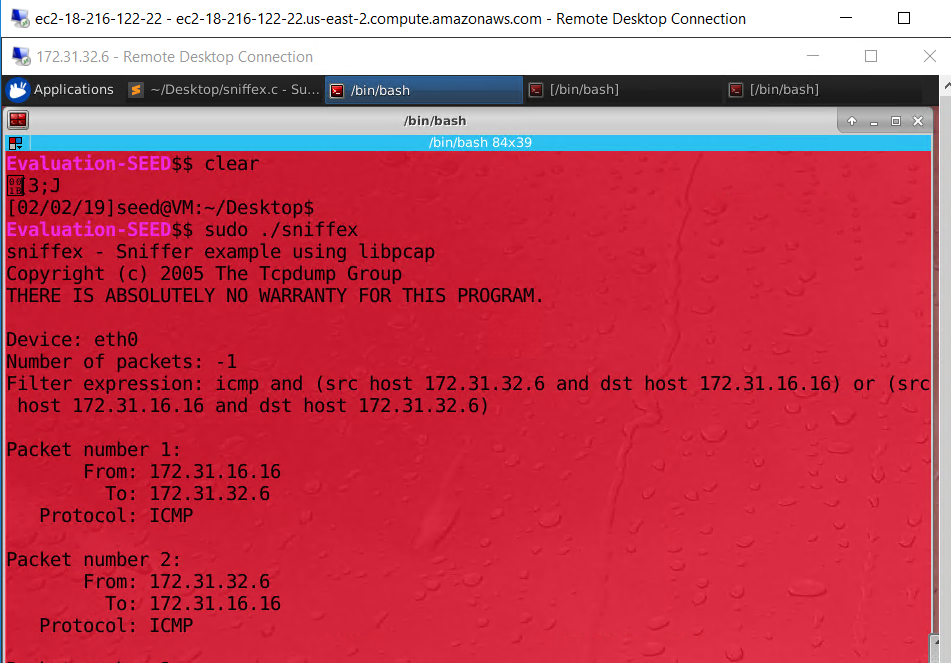 ec2-18-216-122-22 - ec2-18-216-122-22.us-east-2.compute.amazonaws.com - Remote Desktop Connection
172.31.32.6 - Remote Desktop Connection
Applications ~/Desktop/sniffex.c - Su... /bin/bash [/bin/bash] [/bin/bash]
/bin/bash
/bin/bash 84x39
Evaluation-SEED$$ clear
[3;J
[02/02/19]seed@VM:~/Desktop$
Evaluation-SEED$$ sudo ./sniffex
sniffex - Sniffer example using libpcap
Copyright (c) 2005 The Tcpdump Group
THERE IS ABSOLUTELY NO WARRANTY FOR THIS PROGRAM.
Device: eth0
Number of packets: -1
Filter expression: icmp and (src host 172.31.32.6 and dst host 172.31.16.16) or (src
host 172.31.16.16 and dst host 172.31.32.6)
Packet number 1:
From: 172.31.16.16
To: 172.31.32.6
Protocol: ICMP
Packet number 2:
From: 172.31.32.6
To: 172.31.16.16
Protocol: ICMP